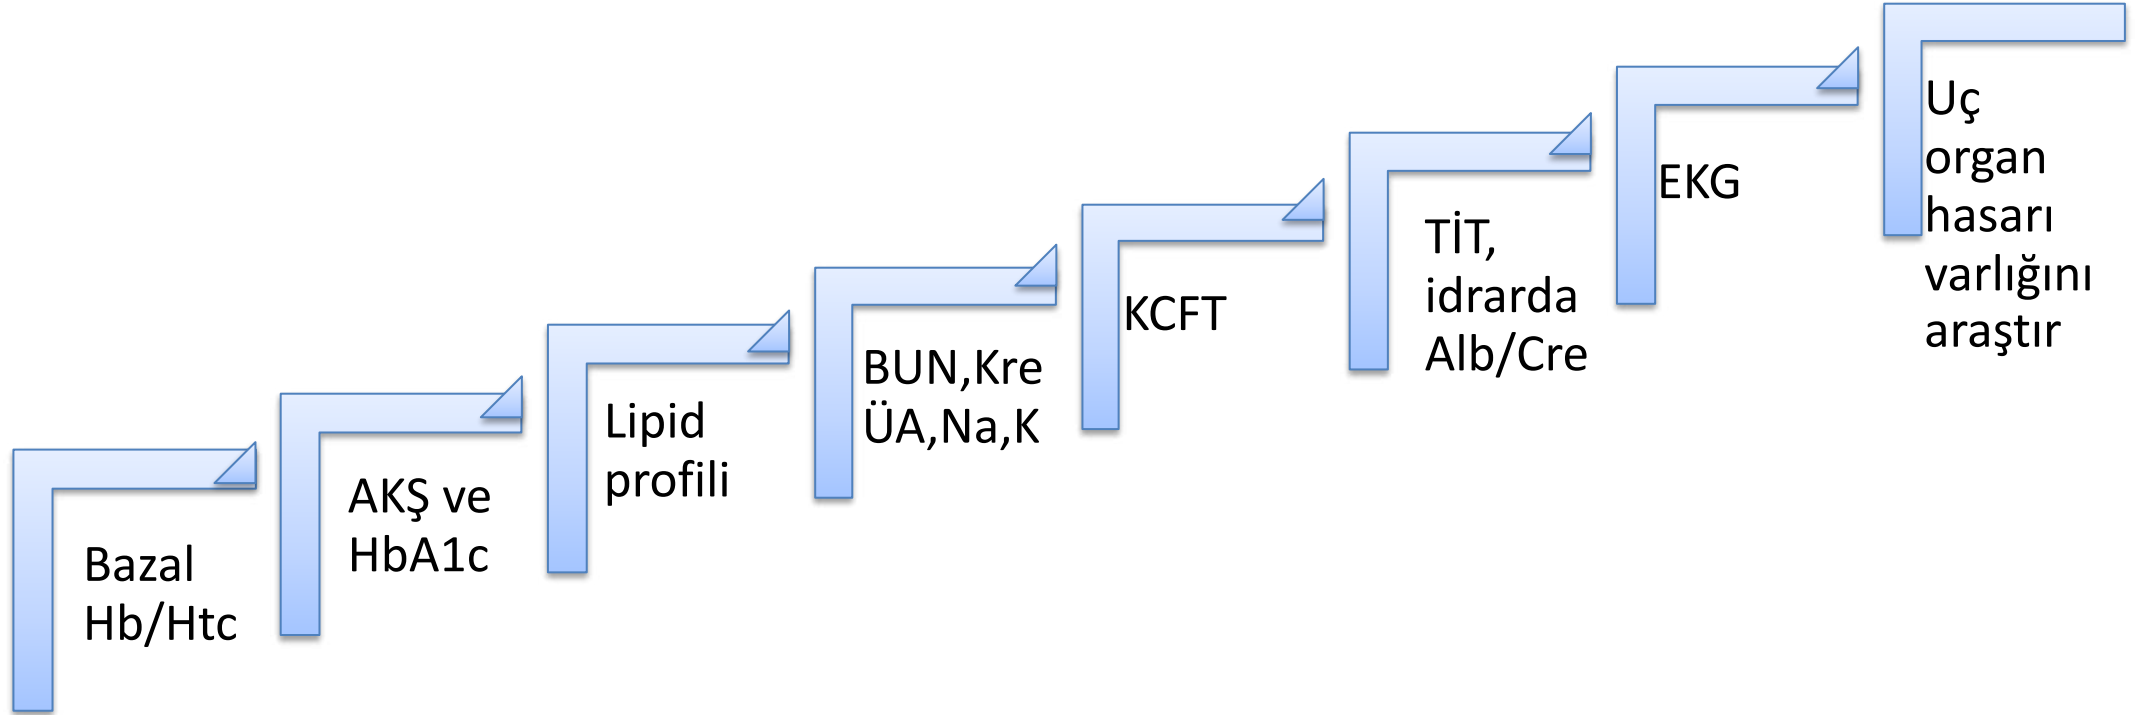 Bazal
Hb/Htc
AKŞ ve
HbA1c
Lipid
profili
BUN,Kre
ÜA,Na,K
KCFT
TİT,
idrarda
Alb/Cre
EKG
Uç
organ
hasarı
varlığını
araştır